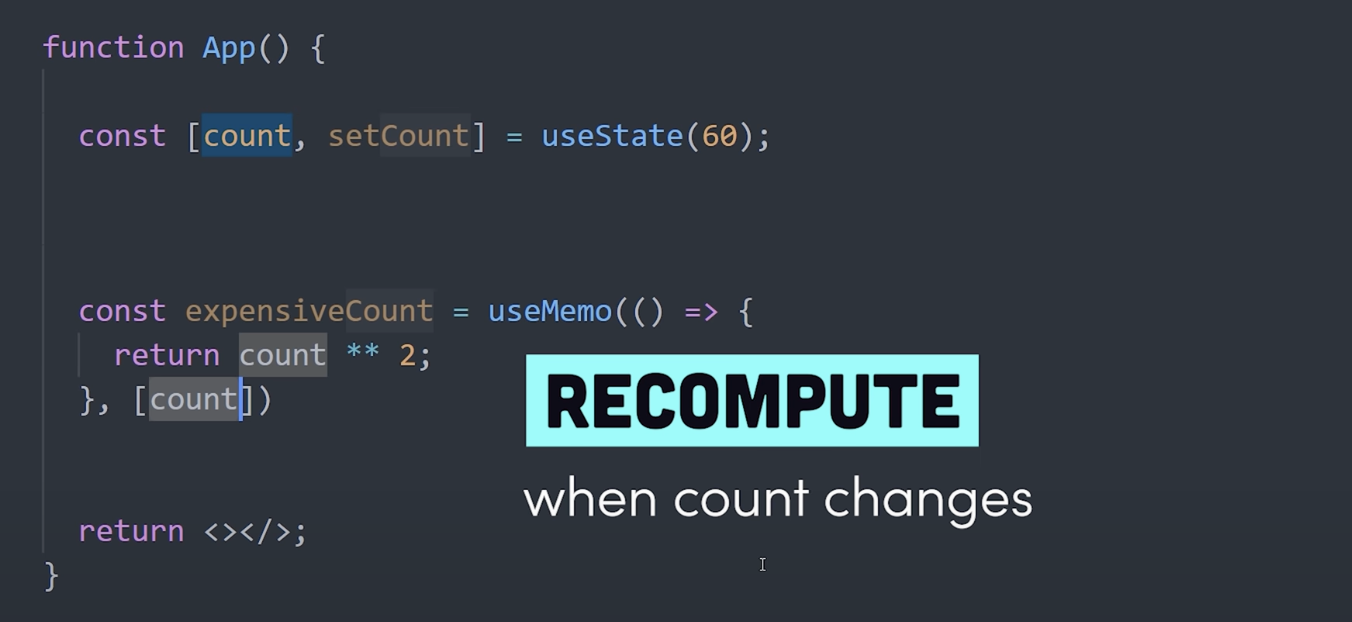 function App() {
const [count, setCount] = useState(60);
const expensiveCount = useMemo(() => {
return count ** 2;
}, [count])
RECOMPUTE
when count changes
return <></>;
}